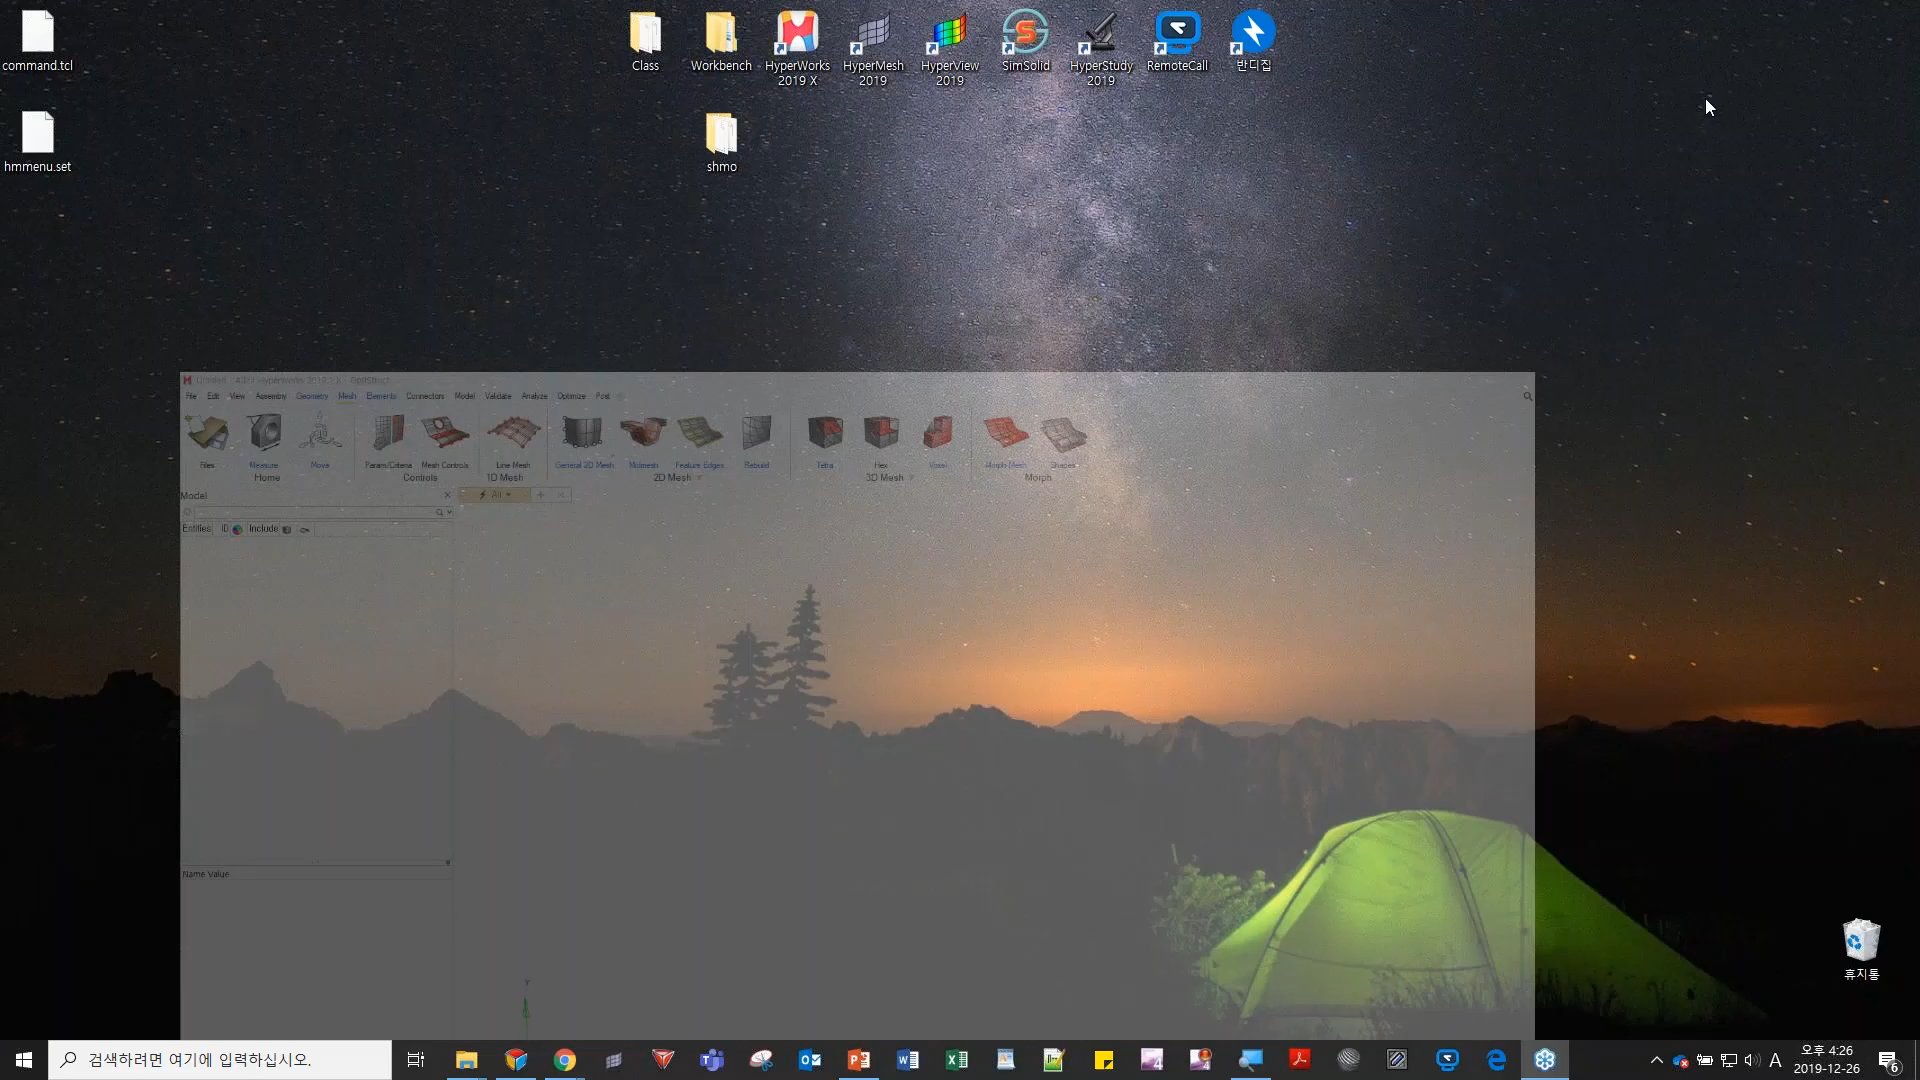 command.tcl
hmmenu.set
Class
Workbench
HyperWorks
2019 X
HyperMesh
2019
HyperView
2019
SimSolid
HyperStudy
2019
RemoteCall
반디집
shmo
File Edit View Assembly Geometry Mesh Elements Connectors Model Validate Analyze Optimize Post
Files Measure Move Param/Criteria Mesh Controls Line Mesh General 2D Mesh Midmesh Feature Edges Rebuild Tetra Hex Voxel Morph Mesh Shapes
Home Controls 1D Mesh 2D Mesh 3D Mesh Morph
Model
All
Entities ID Include
Name Value
Y
휴지통
검색하려면 여기에 입력하십시오.
A
오후 4:26
2019-12-26
6